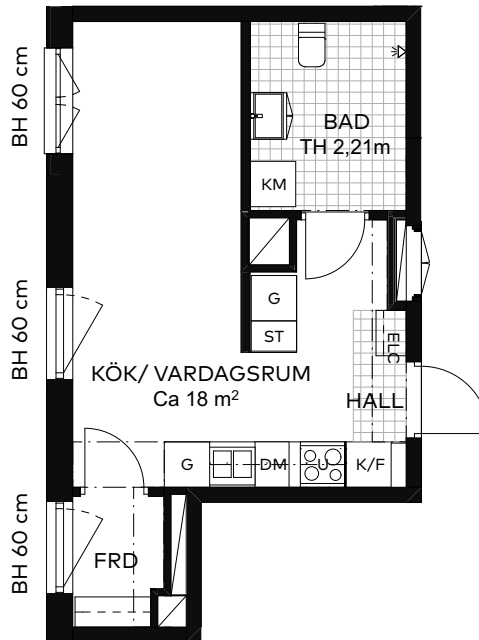 BH 60 cm
BAD
TH 2,21m
KM
G
ST
BH 60 cm
ELC
KÖK/ VARDAGSRUM
Ca 18 m²
HALL
G
DM
U
K/F
BH 60 cm
FRD